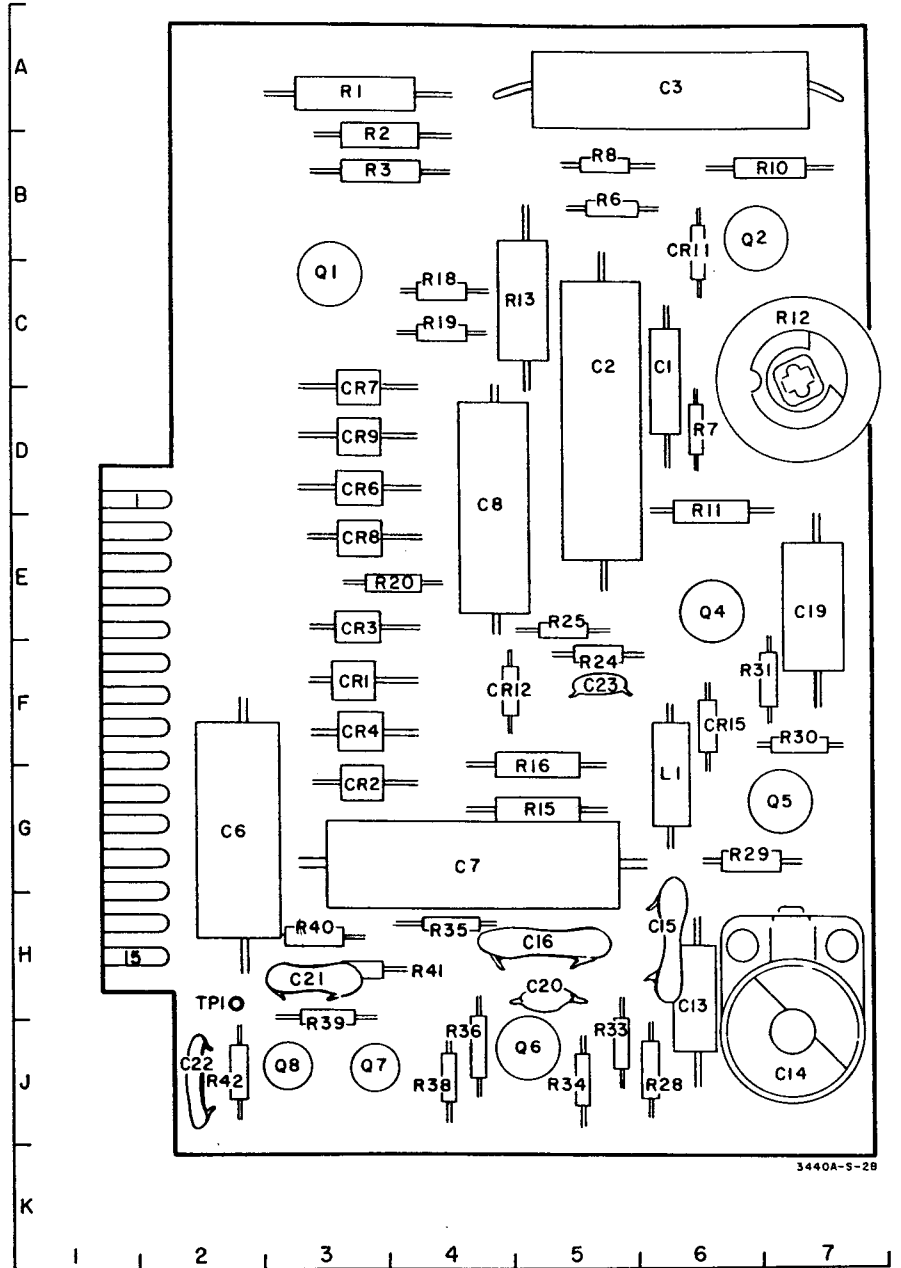 A
R1
C3
R2
R3
R8
R10
B
R6
CR11
Q2
Q1
R18
R13
C
R19
C2
C1
R12
CR7
D
CR9
R7
CR6
C8
R11
1
CR8
E
R20
Q4
C19
CR3
R25
R24
R31
F
CR1
CR12
C23
CR15
CR4
R30
R16
L1
CR2
Q5
G
C6
R15
C7
R29
H
R40
R35
C16
C15
15
C21
R41
C20
C13
TP1
R39
R36
Q6
R33
J
C22
R42
Q8
Q7
R38
R34
R28
C14
3440A-S-2B
K
1 2 3 4 5 6 7